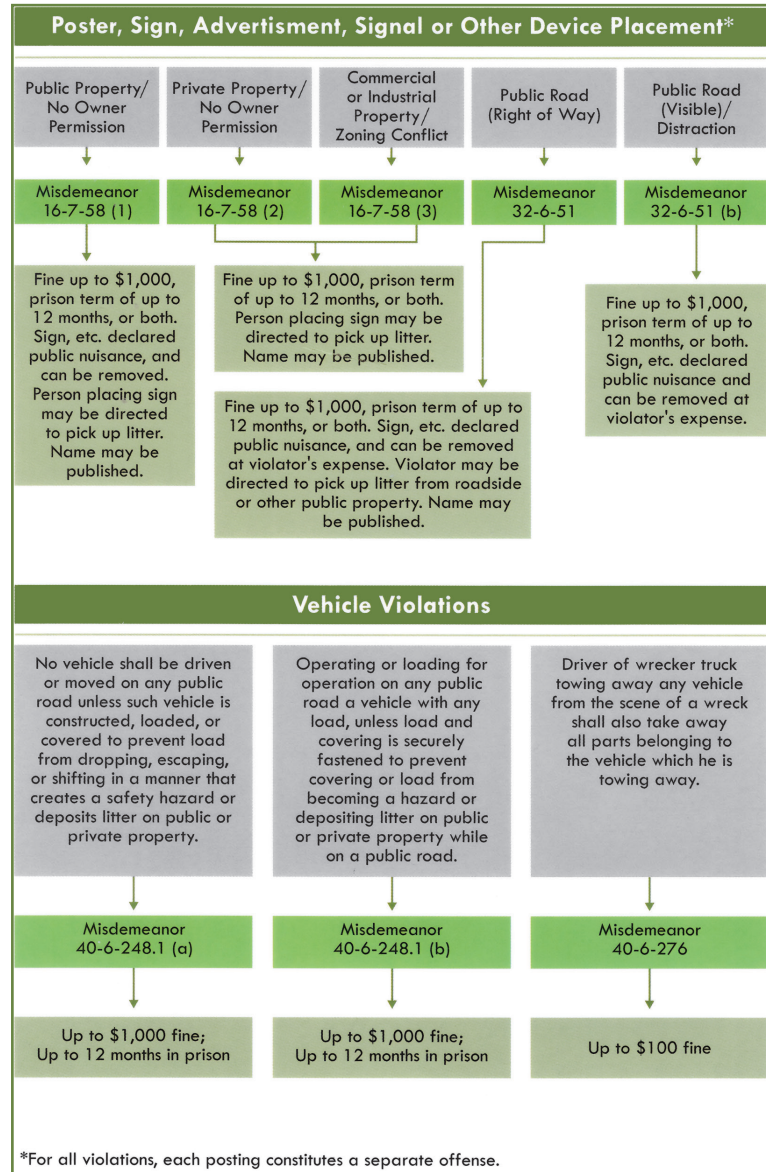 Poster, Sign, Advertisment, Signal or Other Device Placement*
Public Property/
No Owner
Permission
Private Property/
No Owner
Permission
Commercial
or Industrial
Property/
Zoning Conflict
Public Road
(Right of Way)
Public Road
(Visible)/
Distraction
Misdemeanor
16-7-58 (1)
Misdemeanor
16-7-58 (2)
Misdemeanor
16-7-58 (3)
Misdemeanor
32-6-51
Misdemeanor
32-6-51 (b)
Fine up to $1,000,
prison term of up to
12 months, or both.
Sign, etc. declared
public nuisance, and
can be removed.
Person placing sign
may be directed
to pick up litter.
Name may be
published.
Fine up to $1,000, prison term
of up to 12 months, or both.
Person placing sign may be
directed to pick up litter.
Name may be published.
Fine up to $1,000, prison term of up to
12 months, or both. Sign, etc. declared
public nuisance, and can be removed
at violator's expense. Violator may be
directed to pick up litter from roadside
or other public property. Name may
be published.
Fine up to $1,000,
prison term of up to
12 months, or both.
Sign, etc. declared
public nuisance and
can be removed at
violator's expense.
Vehicle Violations
No vehicle shall be driven
or moved on any public
road unless such vehicle is
constructed, loaded, or
covered to prevent load
from dropping, escaping,
or shifting in a manner that
creates a safety hazard or
deposits litter on public or
private property.
Operating or loading for
operation on any public
road a vehicle with any
load, unless load and
covering is securely
fastened to prevent
covering or load from
becoming a hazard or
depositing litter on public
or private property while
on a public road.
Driver of wrecker truck
towing away any vehicle
from the scene of a wreck
shall also take away
all parts belonging to
the vehicle which he is
towing away.
Misdemeanor
40-6-248.1 (a)
Misdemeanor
40-6-248.1 (b)
Misdemeanor
40-6-276
Up to $1,000 fine;
Up to 12 months in prison
Up to $1,000 fine;
Up to 12 months in prison
Up to $100 fine
*For all violations, each posting constitutes a separate offense.